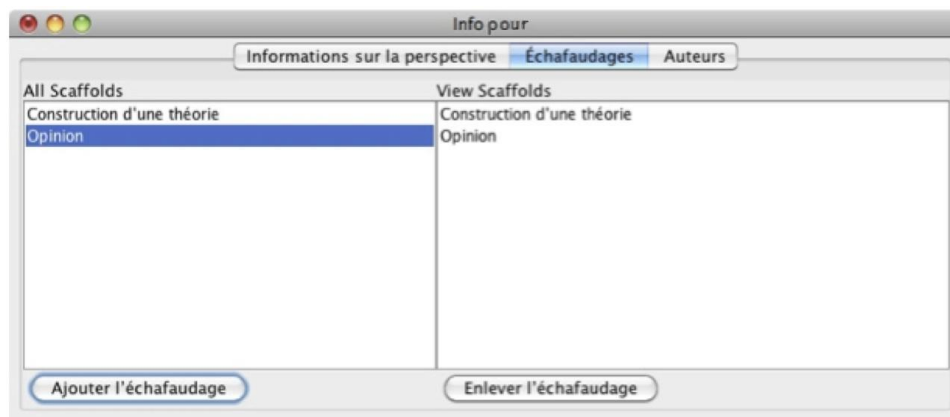 Info pour
Informations sur la perspective Échafaudages Auteurs
All Scaffolds View Scaffolds
Construction d'une théorie Construction d'une théorie
Opinion Opinion
Ajouter l'échafaudage Enlever l'échafaudage